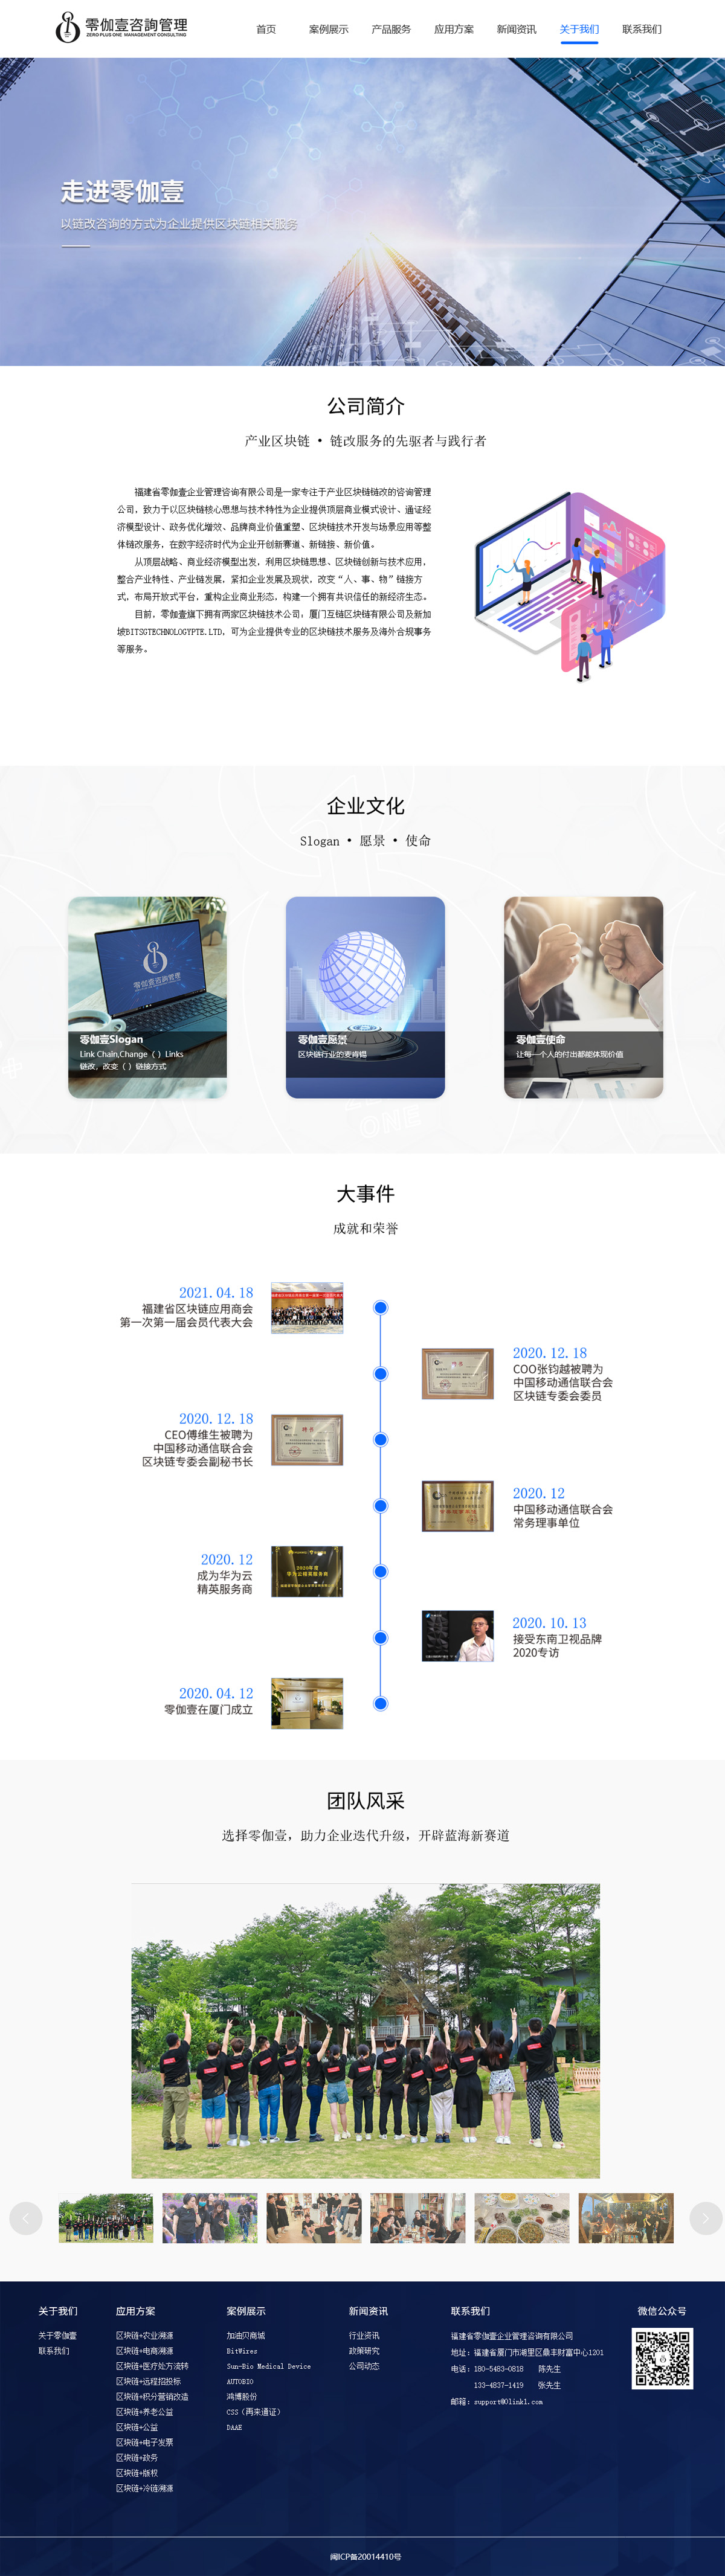 零伽壹咨詢管理
ZERO PLUS ONE MANAGEMENT CONSULTING
首页
案例展示
产品服务
应用方案
新闻资讯
关于我们
联系我们
走进零伽壹
以链改咨询的方式为企业提供区块链相关服务
公司简介
产业区块链 • 链改服务的先驱者与践行者
福建省零伽壹企业管理咨询有限公司是一家专注于产业区块链链改的咨询管理
公司，致力于以区块链核心思想与技术特性为企业提供顶层商业模式设计、通证经
济模型设计、政务优化增效、品牌商业价值重塑、区块链技术开发与场景应用等整
体链改服务，在数字经济时代为企业开创新赛道、新链接、新价值。
从顶层战略、商业经济模型出发，利用区块链思想、区块链创新与技术应用，
整合产业特性、产业链发展，紧扣企业发展及现状，改变“人、事、物”链接方
式，布局开放式平台，重构企业商业形态，构建一个拥有共识信任的新经济生态。
目前，零伽壹旗下拥有两家区块链技术公司：厦门互链区块链有限公司及新加
坡BITSGTECHNOLOGYPTE.LTD，可为企业提供专业的区块链技术服务及海外合规事务
等服务。
企业文化
Slogan • 愿景 • 使命
零伽壹咨詢管理
零伽壹Slogan
Link Chain,Change（ ）Links
链改，改变（ ）链接方式
零伽壹愿景
区块链行业的麦肯锡
零伽壹使命
让每一个人的付出都能体现价值
ONE
大事件
成就和荣誉
2021.04.18
福建省区块链应用商会
第一次第一届会员代表大会
2020.12.18
COO张钧越被聘为
中国移动通信联合会
区块链专委会委员
2020.12.18
CEO傅维生被聘为
中国移动通信联合会
区块链专委会副秘书长
2020.12
中国移动通信联合会
常务理事单位
2020.12
成为华为云
精英服务商
2020.10.13
接受东南卫视品牌
2020专访
2020.04.12
零伽壹在厦门成立
团队风采
选择零伽壹，助力企业迭代升级，开辟蓝海新赛道
关于我们
关于零伽壹
联系我们
应用方案
区块链+农业溯源
区块链+电商溯源
区块链+医疗处方流转
区块链+远程招投标
区块链+积分营销改造
区块链+养老公益
区块链+公益
区块链+电子发票
区块链+政务
区块链+版权
区块链+冷链溯源
案例展示
加油贝商城
BitWires
Sun-Bio Medical Device
AUTOBIO
鸿博股份
CSS（再来通证）
DAAE
新闻资讯
行业资讯
政策研究
公司动态
联系我们
福建省零伽壹企业管理咨询有限公司
地址：福建省厦门市湖里区鼎丰财富中心1201
电话：180-5483-0818 陈先生
133-4837-1419 张先生
邮箱：support@0link1.com
微信公众号
闽ICP备20014410号